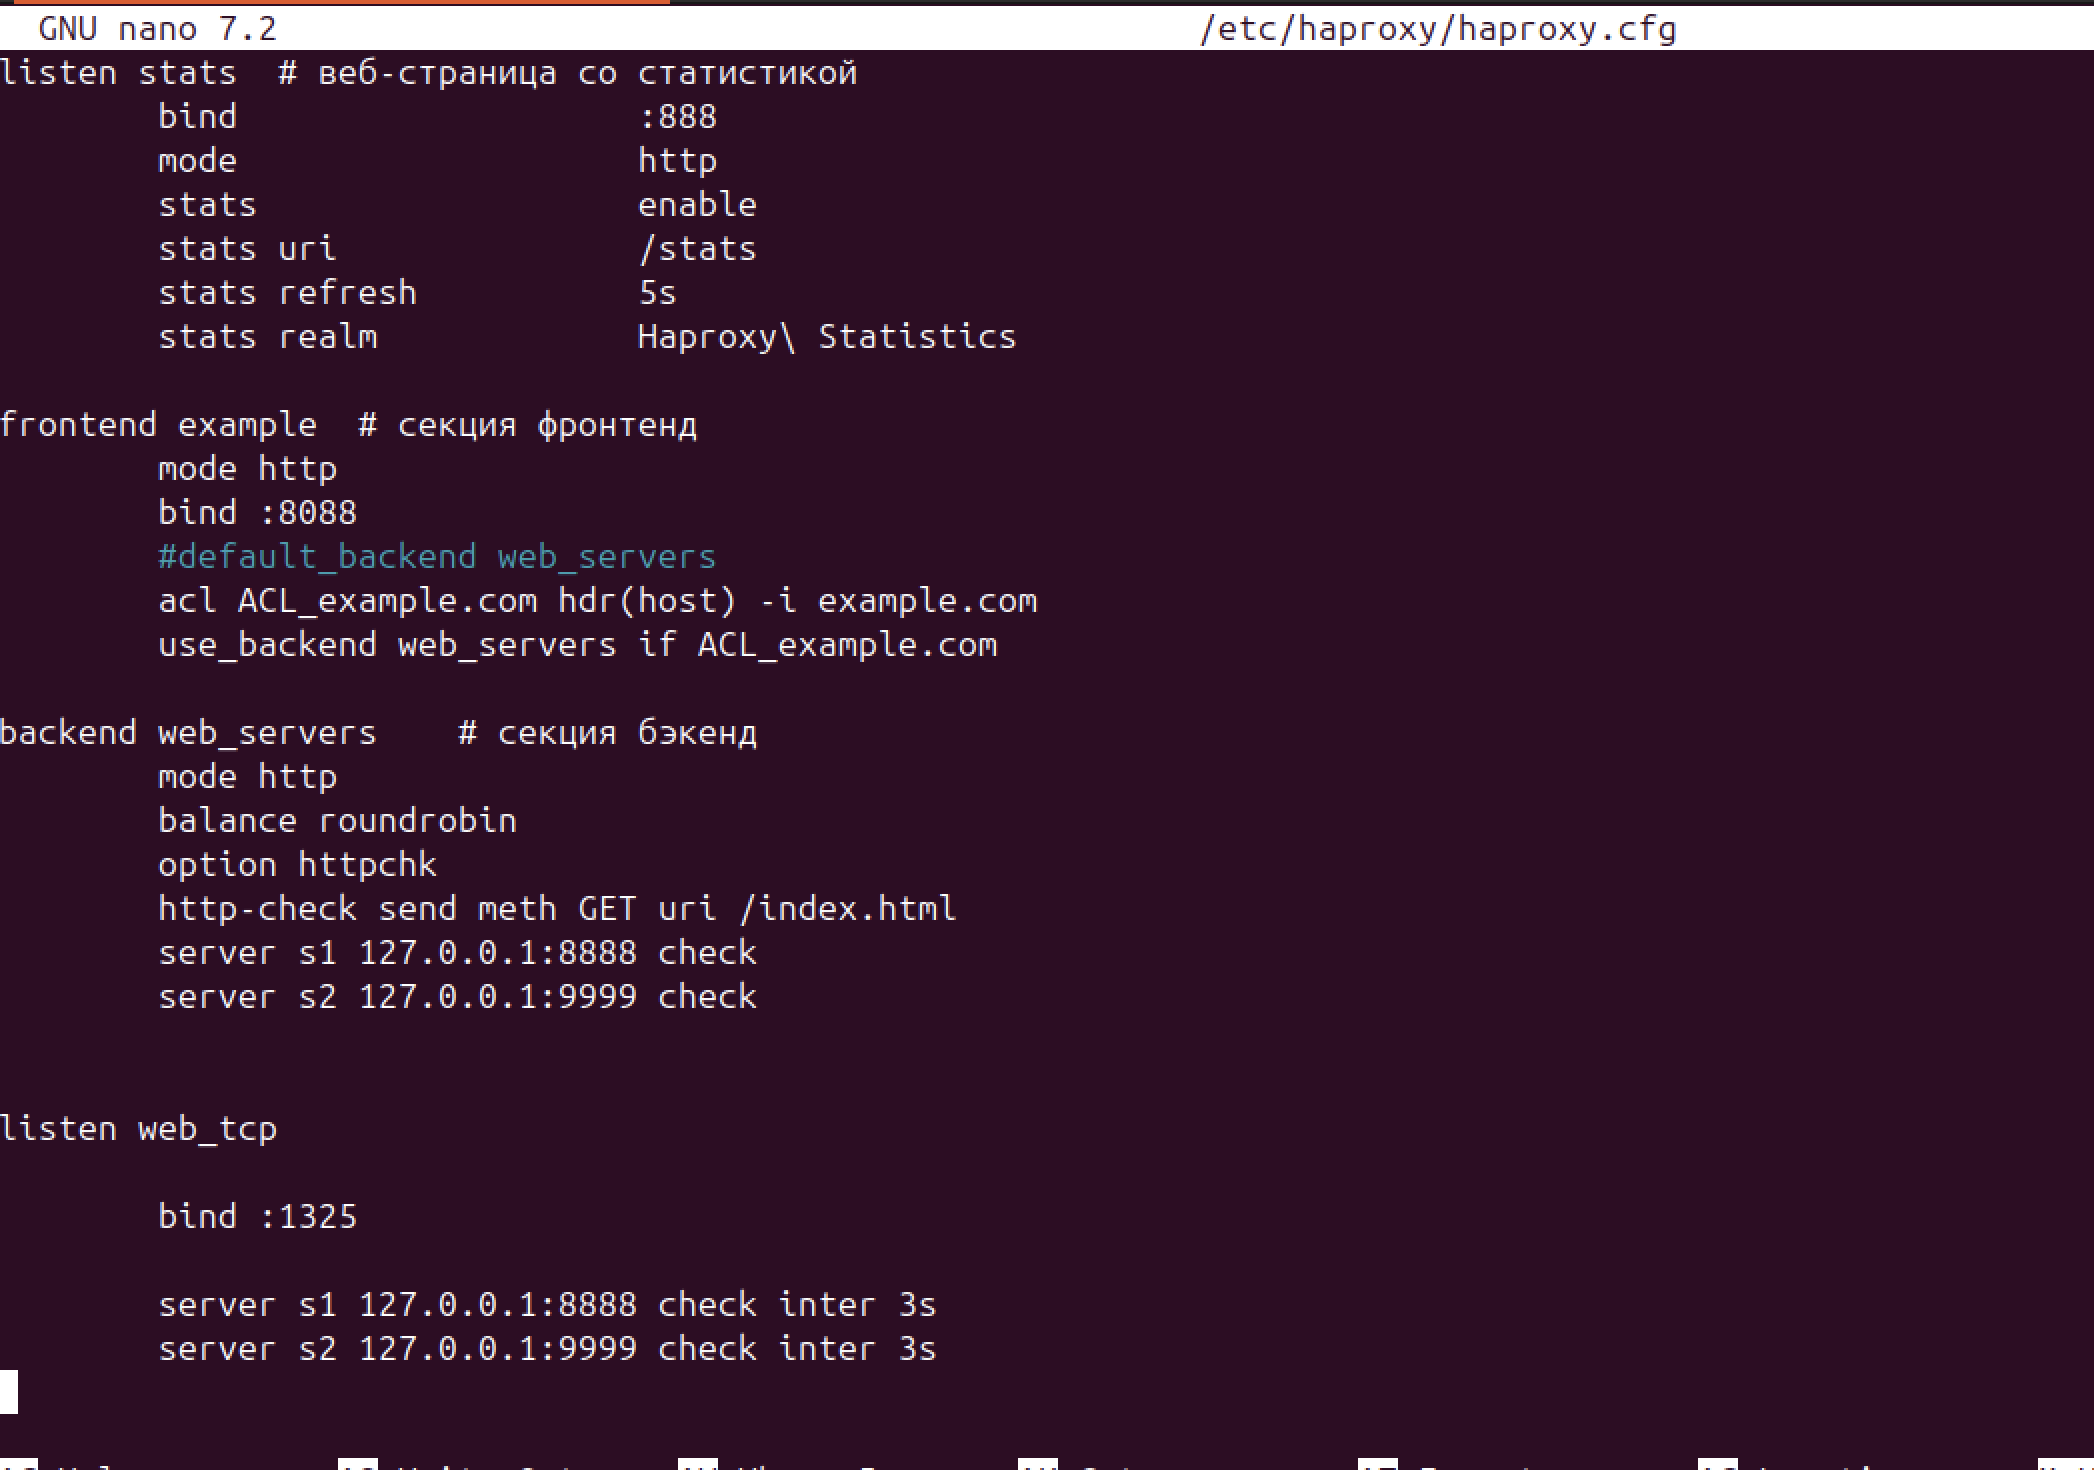 GNU nano 7.2 /etc/haproxy/haproxy.cfg
listen stats  # веб-страница со статистикой
        bind                    :888
        mode                    http
        stats                   enable
        stats uri               /stats
        stats refresh           5s
        stats realm             Haproxy\ Statistics
frontend example  # секция фронтенд
        mode http
        bind :8088
        #default_backend web_servers
        acl ACL_example.com hdr(host) -i example.com
        use_backend web_servers if ACL_example.com
backend web_servers    # секция бэкенд
        mode http
        balance roundrobin
        option httpchk
        http-check send meth GET uri /index.html
        server s1 127.0.0.1:8888 check
        server s2 127.0.0.1:9999 check
listen web_tcp
        bind :1325
        server s1 127.0.0.1:8888 check inter 3s
        server s2 127.0.0.1:9999 check inter 3s